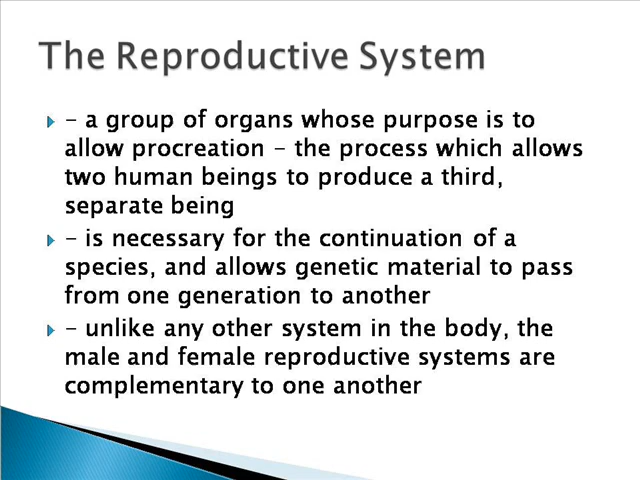 The Reproductive System
- a group of organs whose purpose is to
allow procreation - the process which allows
two human beings to produce a third,
separate being
- is necessary for the continuation of a
species, and allows genetic material to pass
from one generation to another
- unlike any other system in the body, the
male and female reproductive systems are
complementary to one another